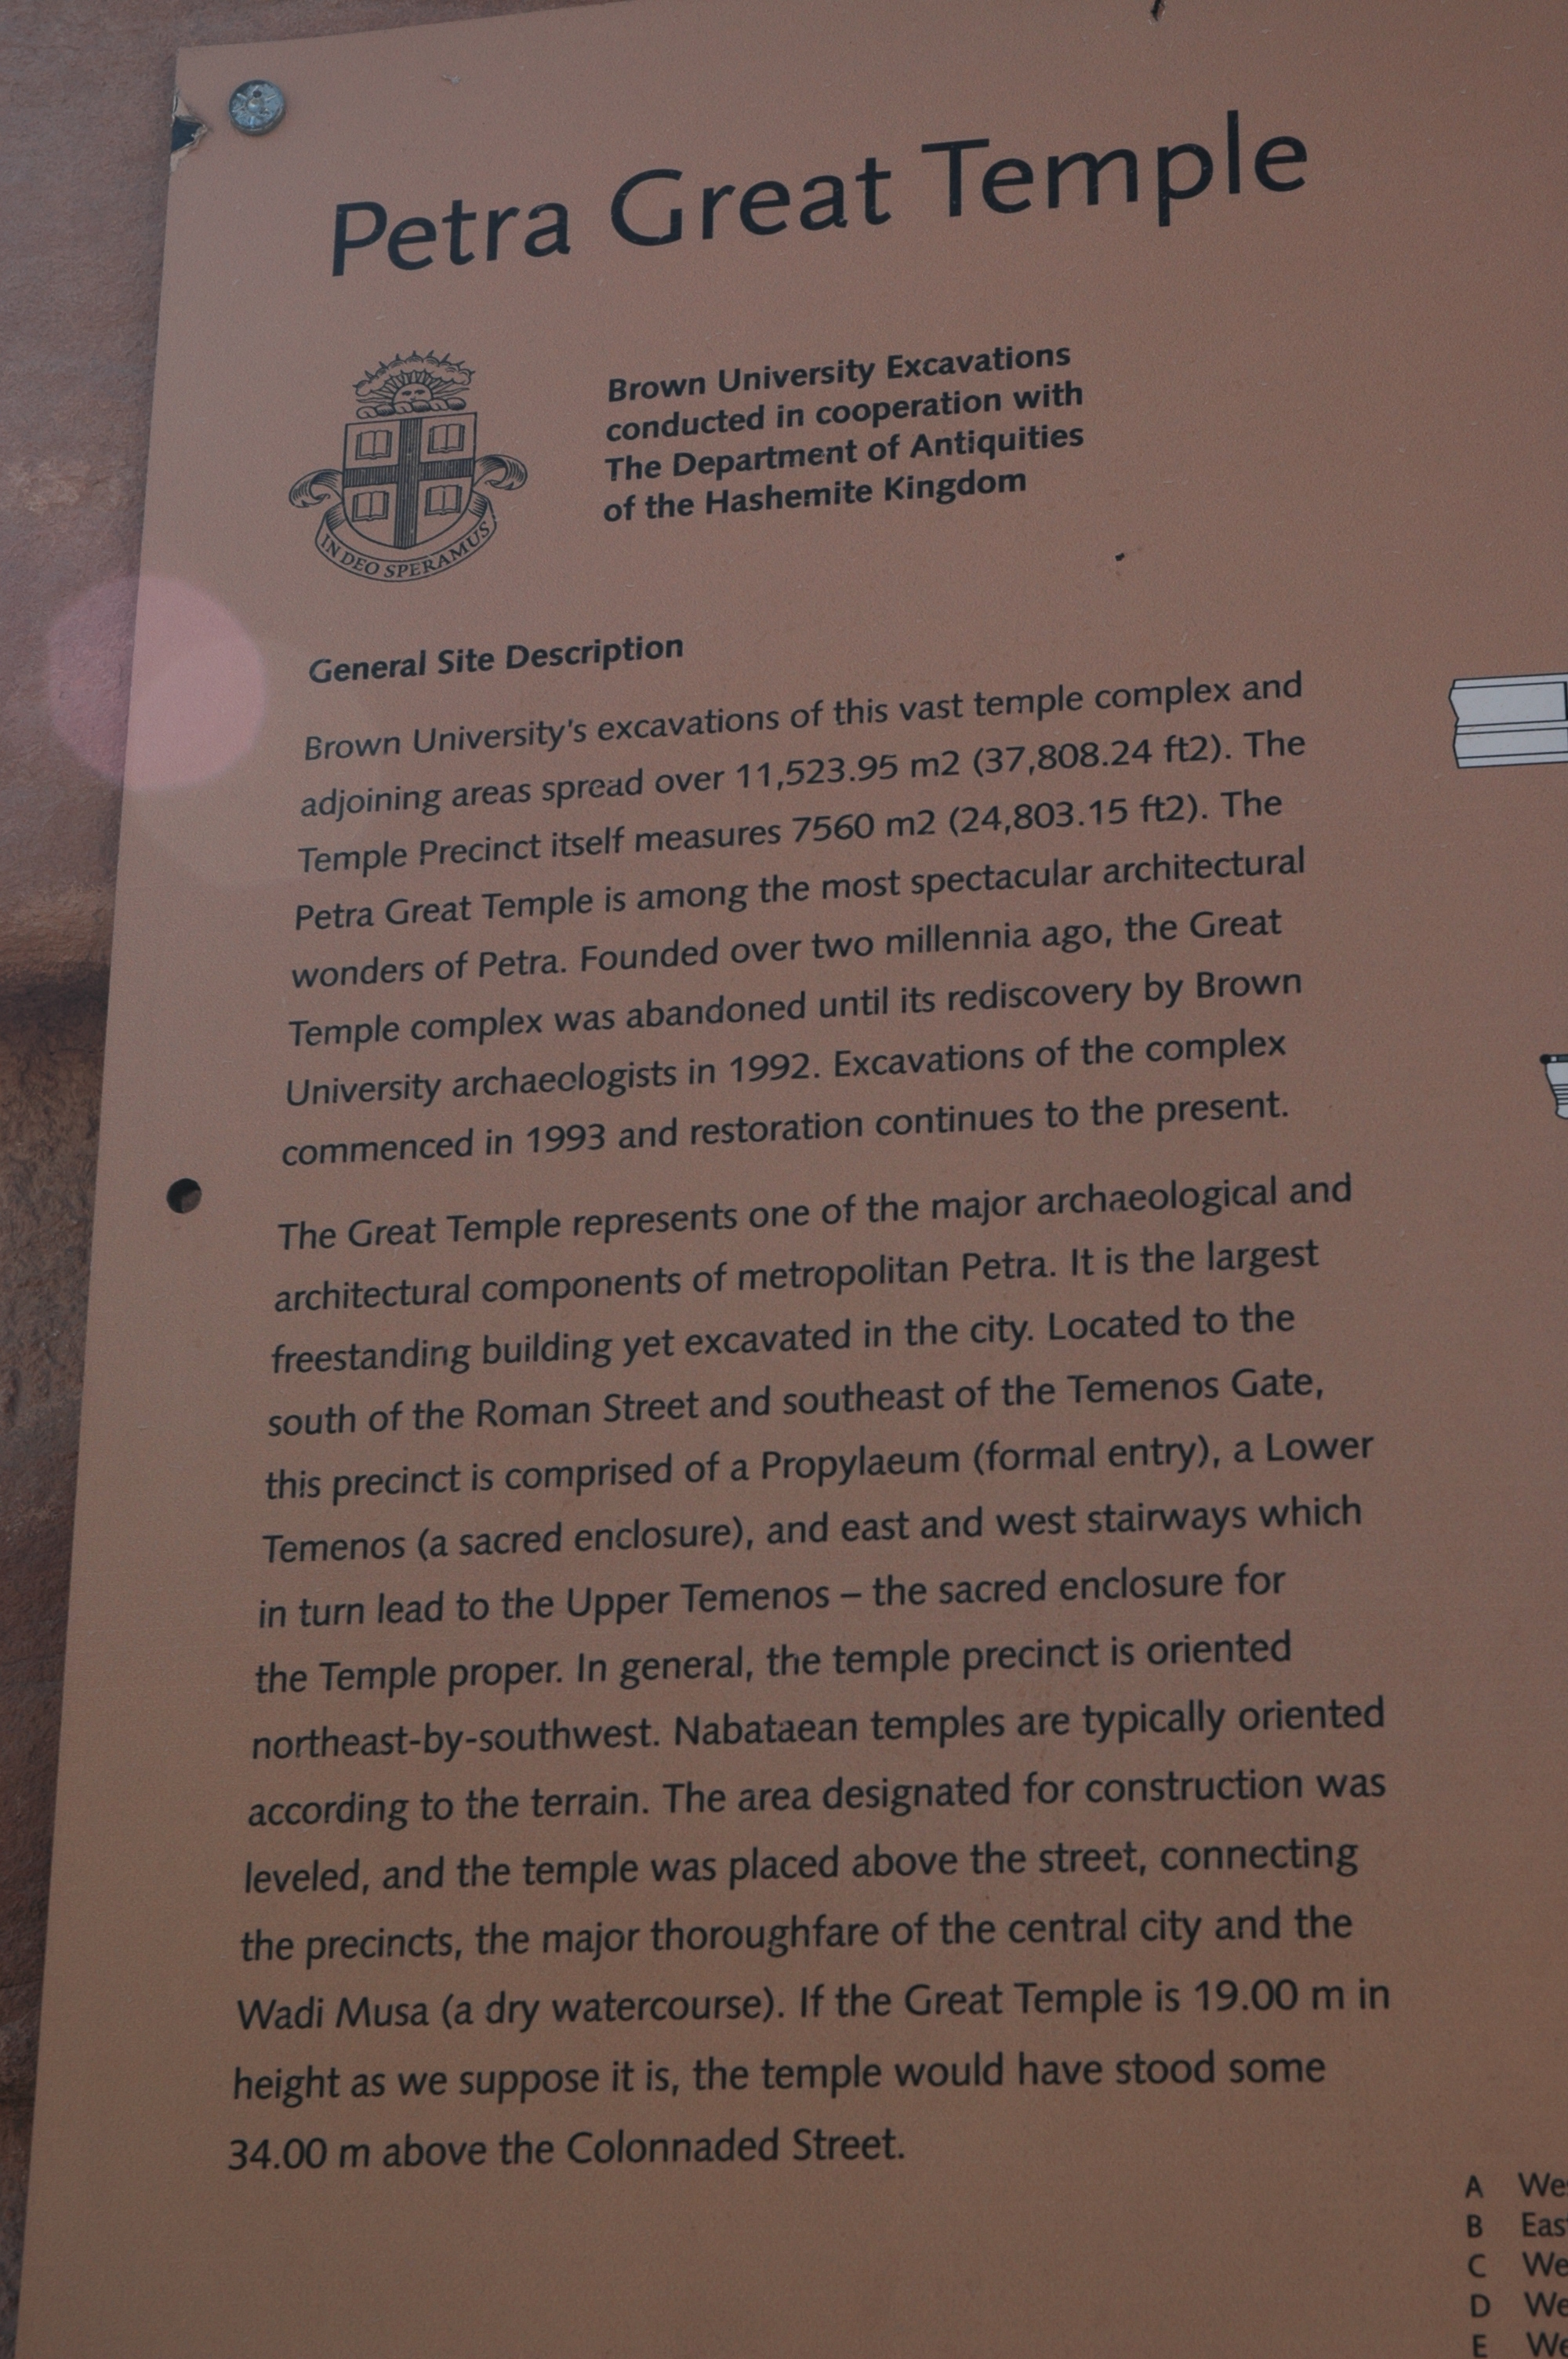 Petra Great Temple
Brown University Excavations
conducted in cooperation with
The Department of Antiquities
of the Hashemite Kingdom
IN DEO SPERAMUS
General Site Description
Brown University's excavations of this vast temple complex and
adjoining areas spread over 11,523.95 m2 (37,808.24 ft2). The
Temple Precinct itself measures 7560 m2 (24,803.15 ft2). The
Petra Great Temple is among the most spectacular architectural
wonders of Petra. Founded over two millennia ago, the Great
Temple complex was abandoned until its rediscovery by Brown
University archaeologists in 1992. Excavations of the complex
commenced in 1993 and restoration continues to the present.
The Great Temple represents one of the major archaeological and
architectural components of metropolitan Petra. It is the largest
freestanding building yet excavated in the city. Located to the
south of the Roman Street and southeast of the Temenos Gate,
this precinct is comprised of a Propylaeum (formal entry), a Lower
Temenos (a sacred enclosure), and east and west stairways which
in turn lead to the Upper Temenos – the sacred enclosure for
the Temple proper. In general, the temple precinct is oriented
northeast-by-southwest. Nabataean temples are typically oriented
according to the terrain. The area designated for construction was
leveled, and the temple was placed above the street, connecting
the precincts, the major thoroughfare of the central city and the
Wadi Musa (a dry watercourse). If the Great Temple is 19.00 m in
height as we suppose it is, the temple would have stood some
34.00 m above the Colonnaded Street.
A
B
C
D
E